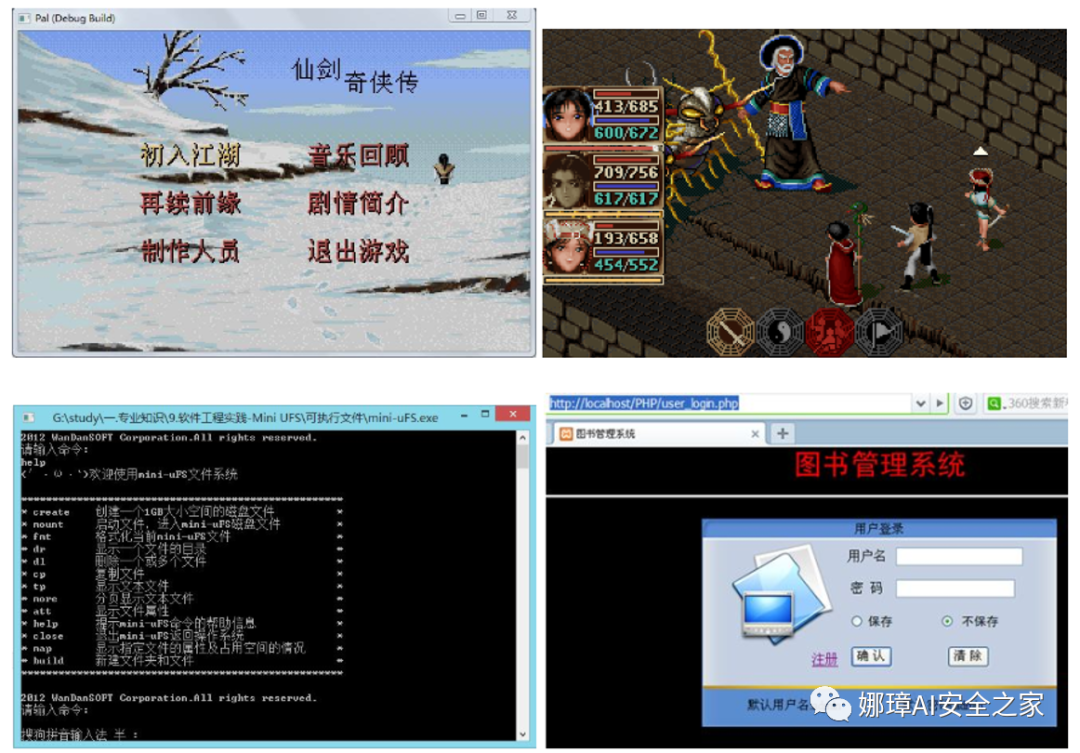 Pal (Debug Build)
仙剑奇侠传
初入江湖 音乐回顾
再续前缘 剧情简介
制作人员 退出游戏
413/685
600/672
709/756
617/617
193/658
454/552
G:\study\一.专业知识\9.软件工程实践-Mini UFS\可执行文件\mini-uFS.exe
2012 WanDanSOFT Corporation.All rights reserved.
请输入命令:
help
欢迎使用mini-uFS文件系统
* create 创建一个1GB大小空间的磁盘文件 *
* mount 启动文件，进入mini-uFS磁盘文件 *
* fmt 格式化当前mini-uFS文件 *
* dr 显示一个文件的目录 *
* dl 删除一个或多个文件 *
* cp 复制文件 *
* tp 显示文本文件 *
* more 分页显示文本文件 *
* att 显示文件属性 *
* help 提示mini-uFS命令的帮助信息 *
* close 退出mini-uFS返回操作系统 *
* map 显示指定文件的属性及占用空间的情况 *
* build 新建文件夹和文件 *
2012 WanDanSOFT Corporation.All rights reserved.
请输入命令:
搜狗拼音输入法 半 :
http://localhost/PHP/user_login.php
360搜索
图书管理系统
图书管理系统
用户登录
用户名
密 码
保存 不保存
注册 确 认 清 除
默认用户名
娜璋AI安全之家